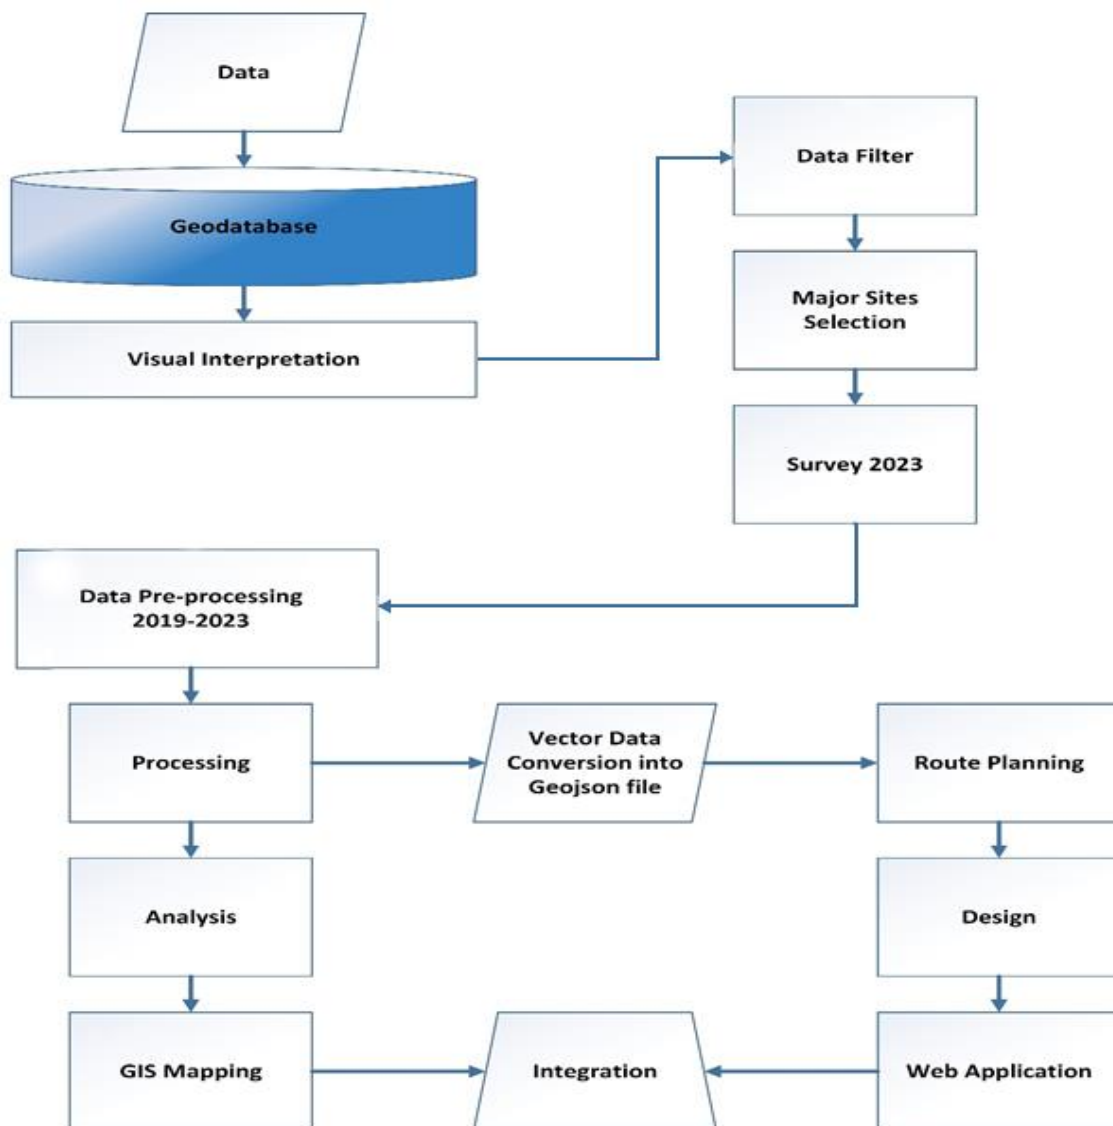 Data
Geodatabase
Visual Interpretation
Data Filter
Major Sites
Selection
Survey 2023
Data Pre-processing
2019-2023
Processing
Vector Data
Conversion into
Geojson file
Route Planning
Analysis
Design
GIS Mapping
Integration
Web Application